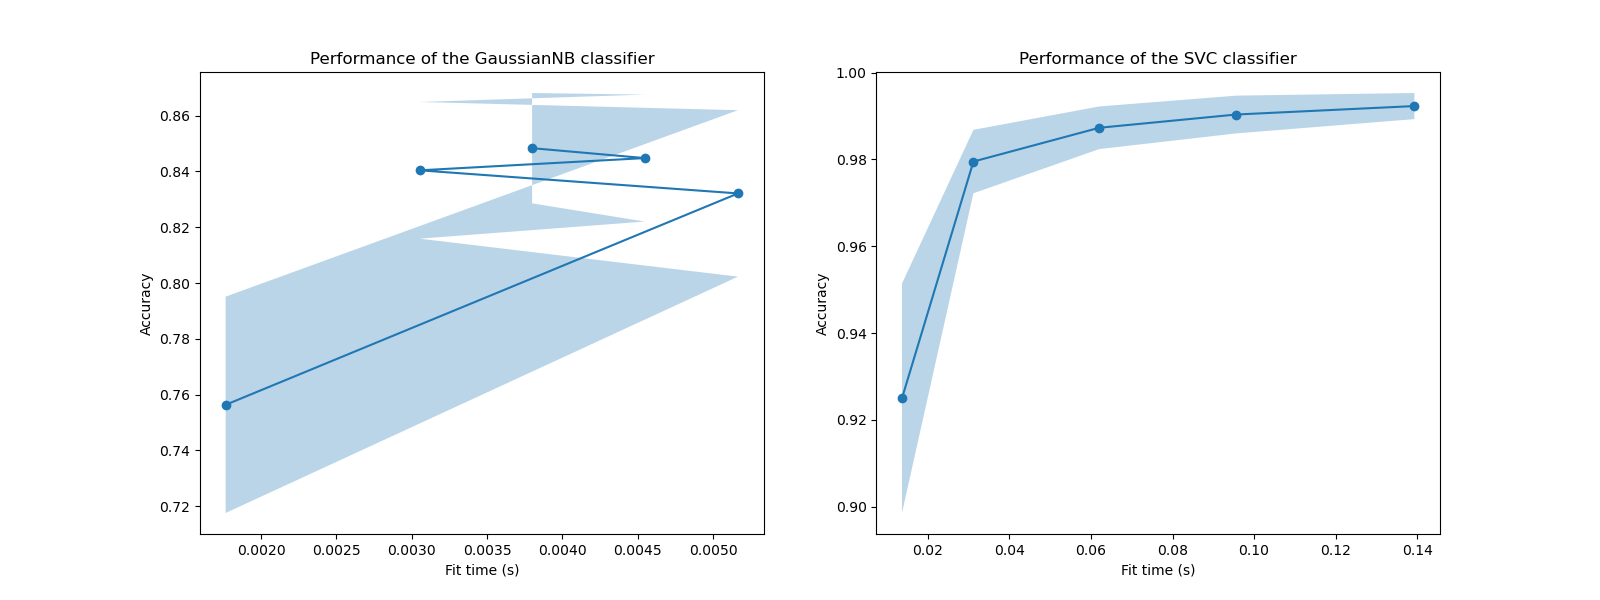 Performance of the GaussianNB classifier
Accuracy
0.86
0.84
0.82
0.80
0.78
0.76
0.74
0.72
0.0020 0.0025 0.0030 0.0035 0.0040 0.0045 0.0050
Fit time (s)
Performance of the SVC classifier
Accuracy
1.00
0.98
0.96
0.94
0.92
0.90
0.02 0.04 0.06 0.08 0.10 0.12 0.14
Fit time (s)